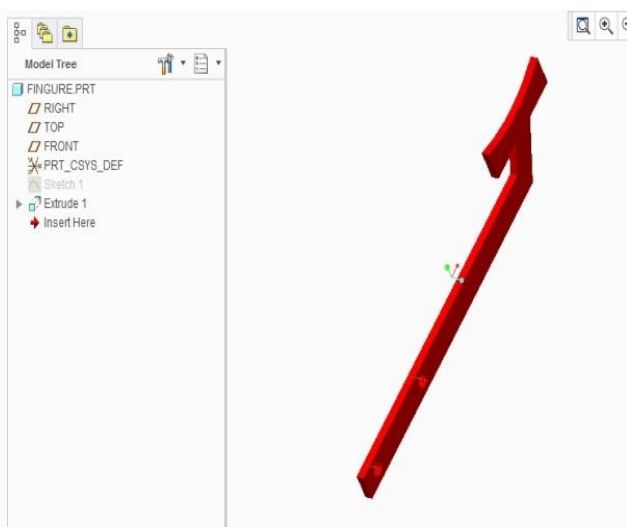 Model Tree
FINGURE.PRT
RIGHT
TOP
FRONT
PRT_CSYS_DEF
Sketch 1
Extrude 1
Insert Here